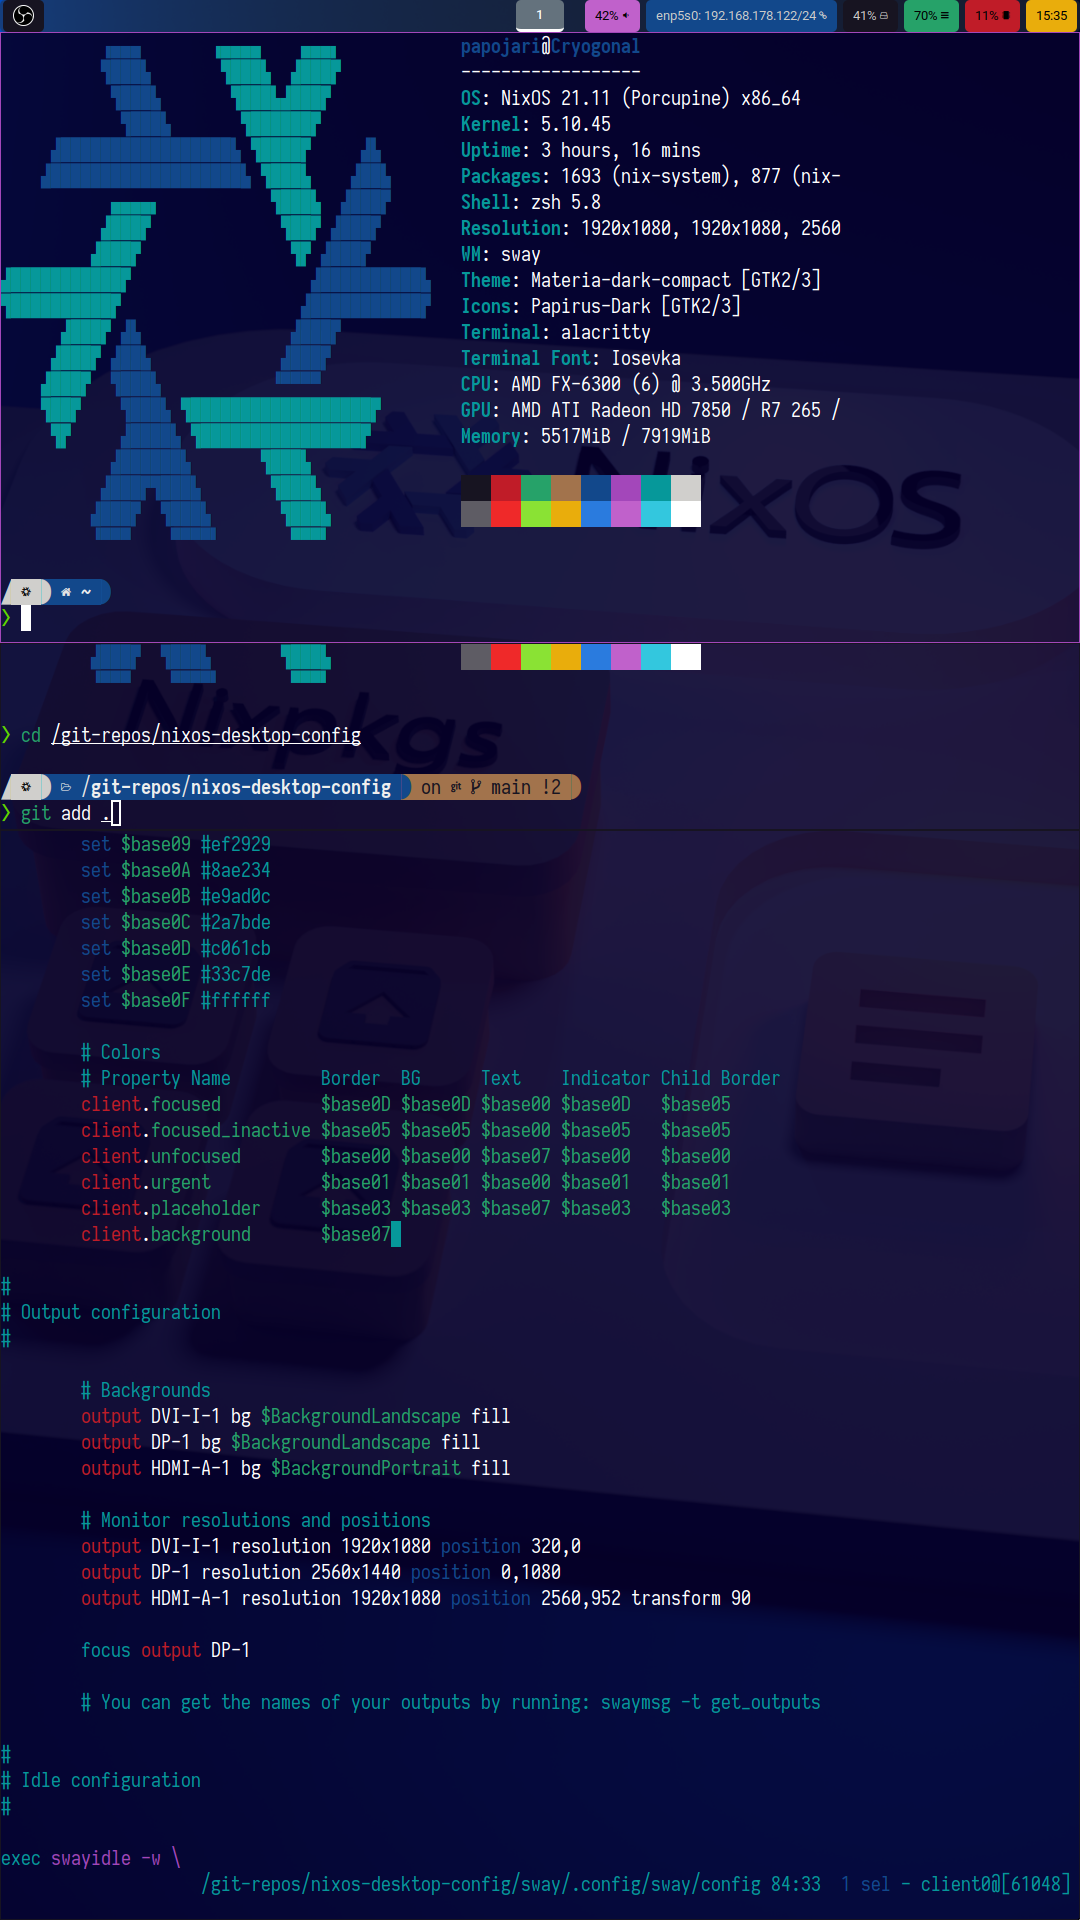 1 42% enp5s0: 192.168.178.122/24 41% 70% 11% 15:35
papojari@Cryogonal
------------------
OS: NixOS 21.11 (Porcupine) x86_64
Kernel: 5.10.45
Uptime: 3 hours, 16 mins
Packages: 1693 (nix-system), 877 (nix-
Shell: zsh 5.8
Resolution: 1920x1080, 1920x1080, 2560
WM: sway
Theme: Materia-dark-compact [GTK2/3]
Icons: Papirus-Dark [GTK2/3]
Terminal: alacritty
Terminal Font: Iosevka
CPU: AMD FX-6300 (6) @ 3.500GHz
GPU: AMD ATI Radeon HD 7850 / R7 265 /
Memory: 5517MiB / 7919MiB
NixOS
~
❯
Nixpkgs
❯ cd /git-repos/nixos-desktop-config
/git-repos/nixos-desktop-config on git main !2
❯ git add .
set $base09 #ef2929
set $base0A #8ae234
set $base0B #e9ad0c
set $base0C #2a7bde
set $base0D #c061cb
set $base0E #33c7de
set $base0F #ffffff
# Colors
# Property Name Border BG Text Indicator Child Border
client.focused $base0D $base0D $base00 $base0D $base05
client.focused_inactive $base05 $base05 $base00 $base05 $base05
client.unfocused $base00 $base00 $base07 $base00 $base00
client.urgent $base01 $base01 $base00 $base01 $base01
client.placeholder $base03 $base03 $base07 $base03 $base03
client.background $base07
#
# Output configuration
#
# Backgrounds
output DVI-I-1 bg $BackgroundLandscape fill
output DP-1 bg $BackgroundLandscape fill
output HDMI-A-1 bg $BackgroundPortrait fill
# Monitor resolutions and positions
output DVI-I-1 resolution 1920x1080 position 320,0
output DP-1 resolution 2560x1440 position 0,1080
output HDMI-A-1 resolution 1920x1080 position 2560,952 transform 90
focus output DP-1
# You can get the names of your outputs by running: swaymsg -t get_outputs
#
# Idle configuration
#
exec swayidle -w \
/git-repos/nixos-desktop-config/sway/.config/sway/config 84:33 1 sel - client0@[61048]